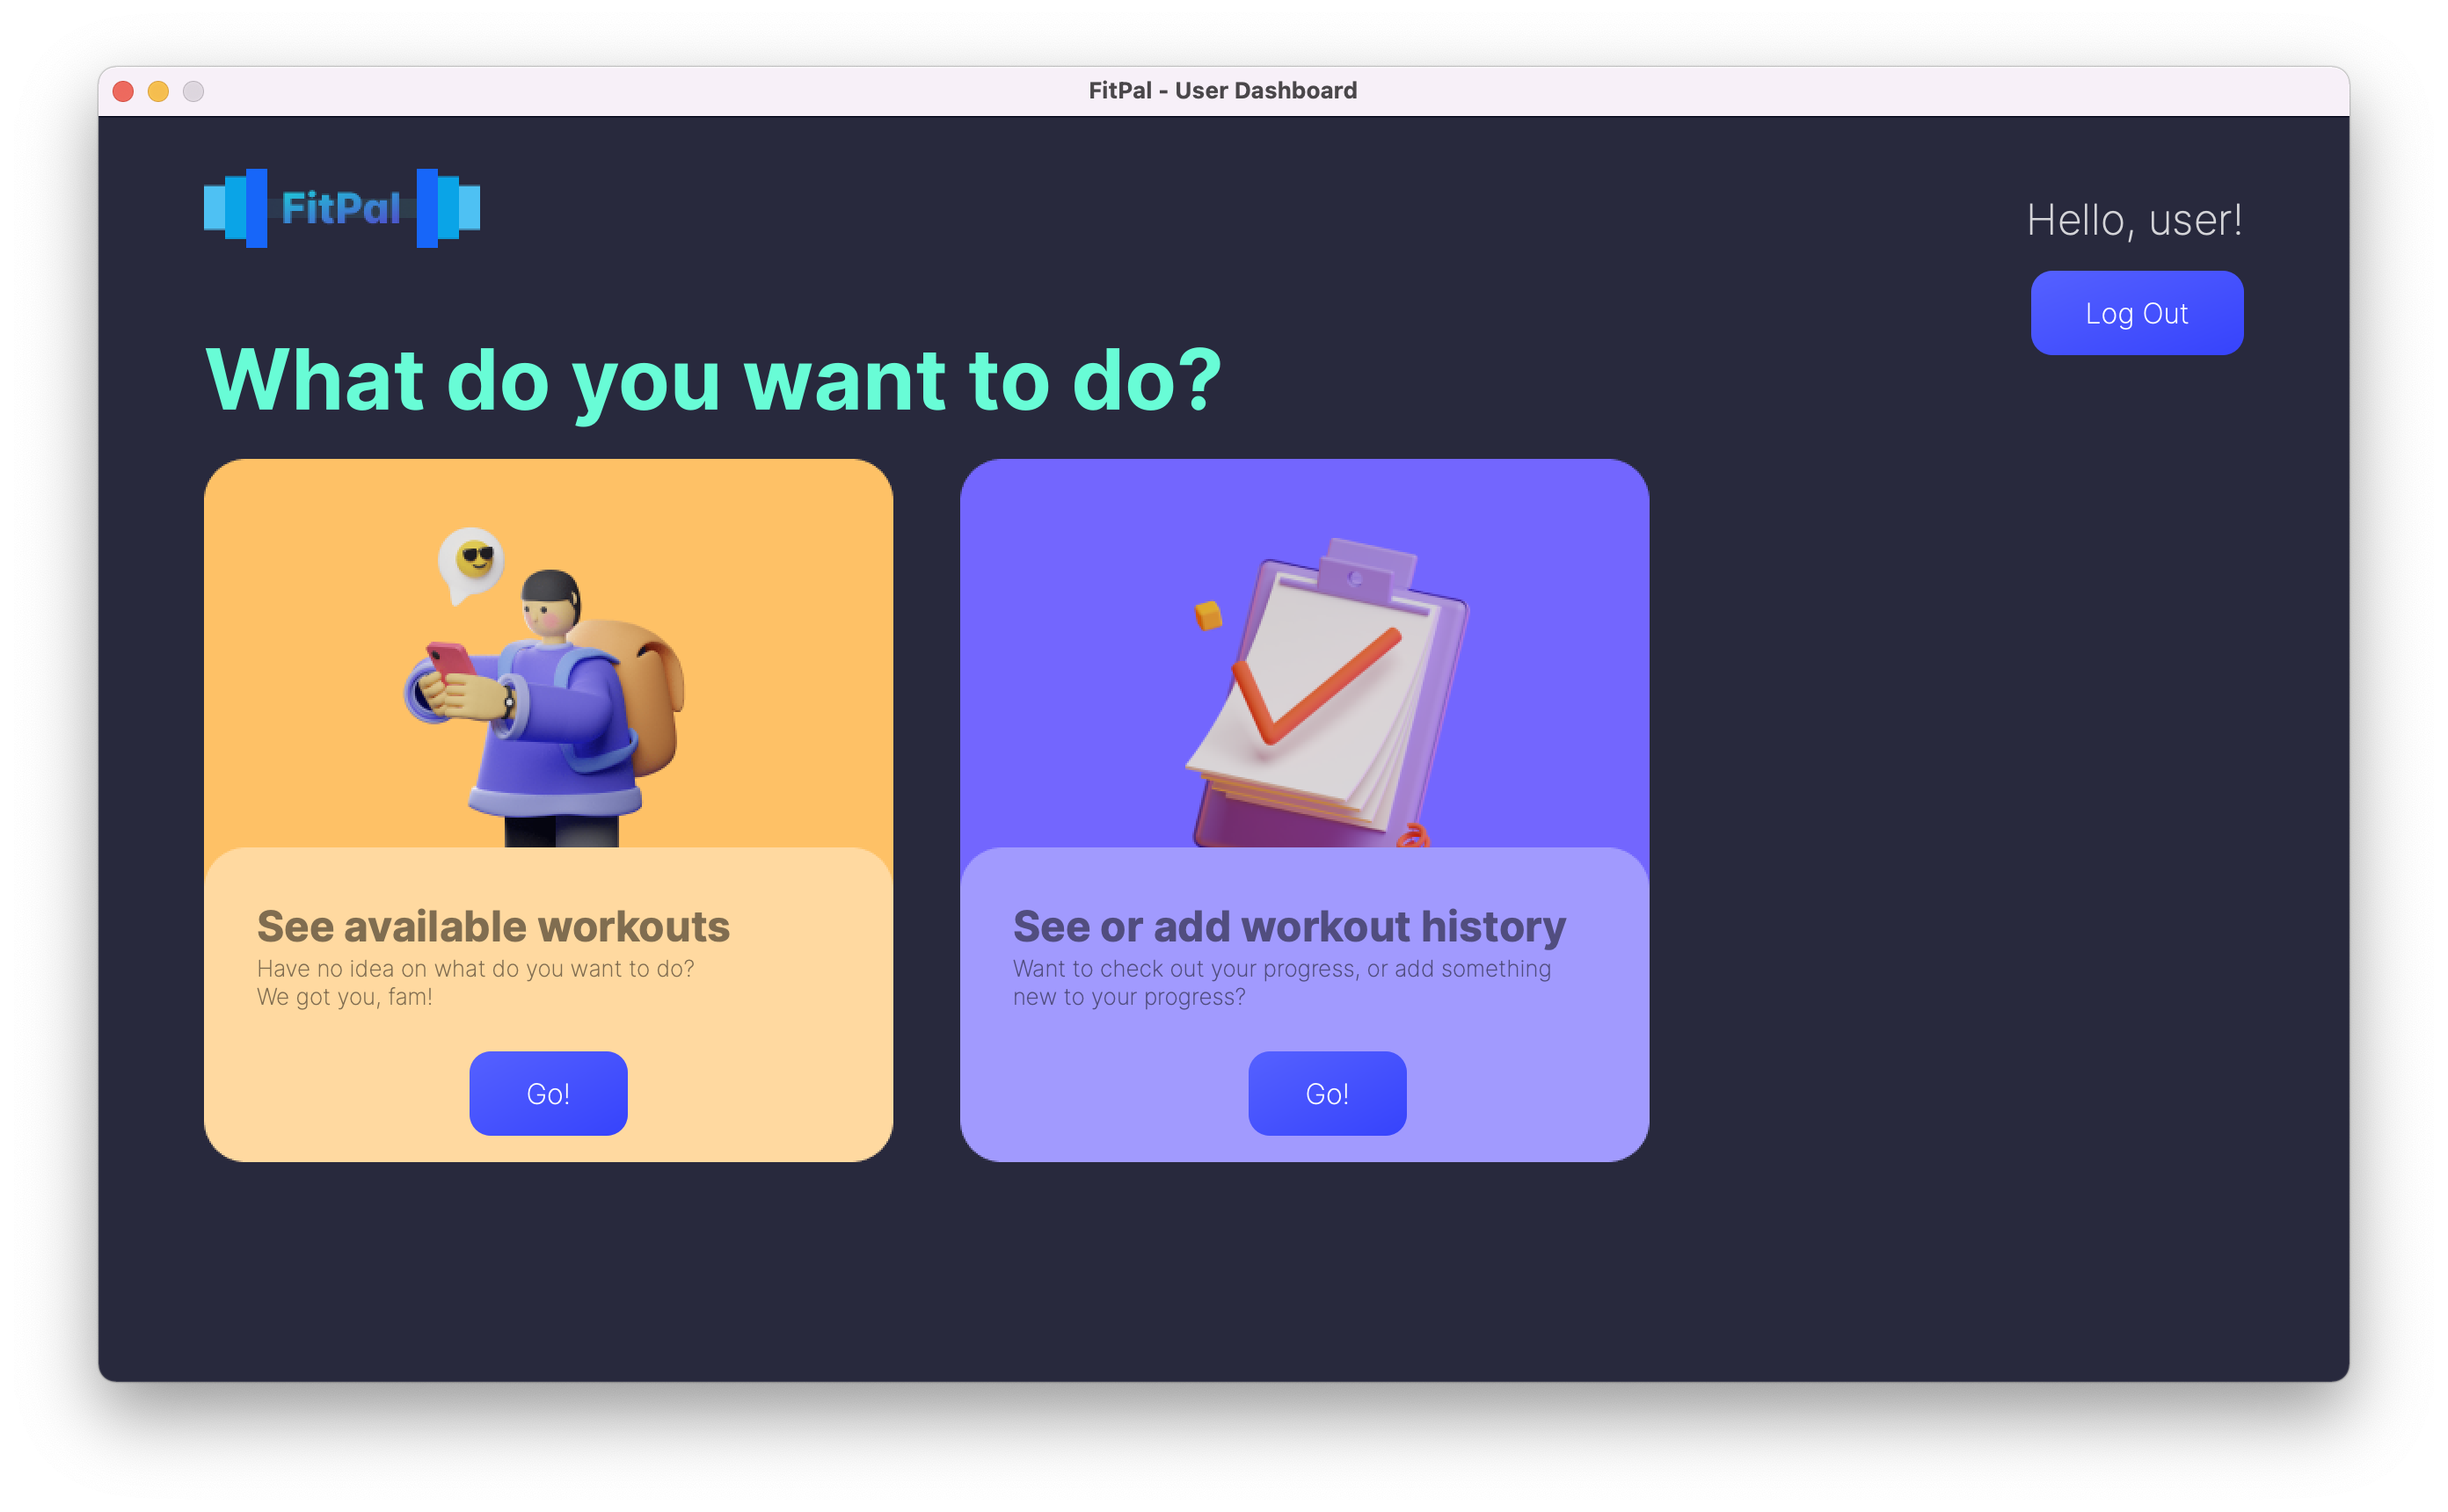 FitPal - User Dashboard
FitPal
Hello, user!
Log Out
What do you want to do?
See available workouts
Have no idea on what do you want to do?
We got you, fam!
Go!
See or add workout history
Want to check out your progress, or add something
new to your progress?
Go!